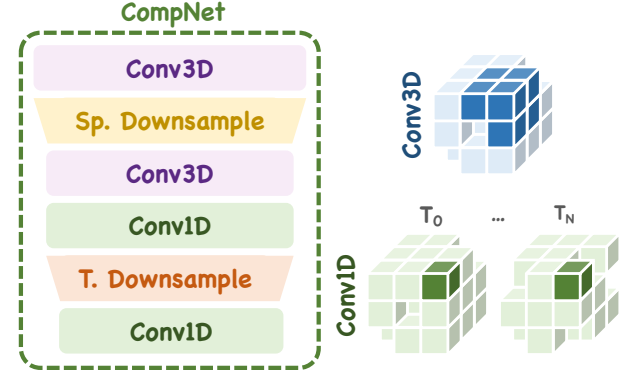 CompNet
Conv3D
Sp. Downsample
Conv3D
Conv1D
T. Downsample
Conv1D
Conv3D
T0 ... TN
Conv1D